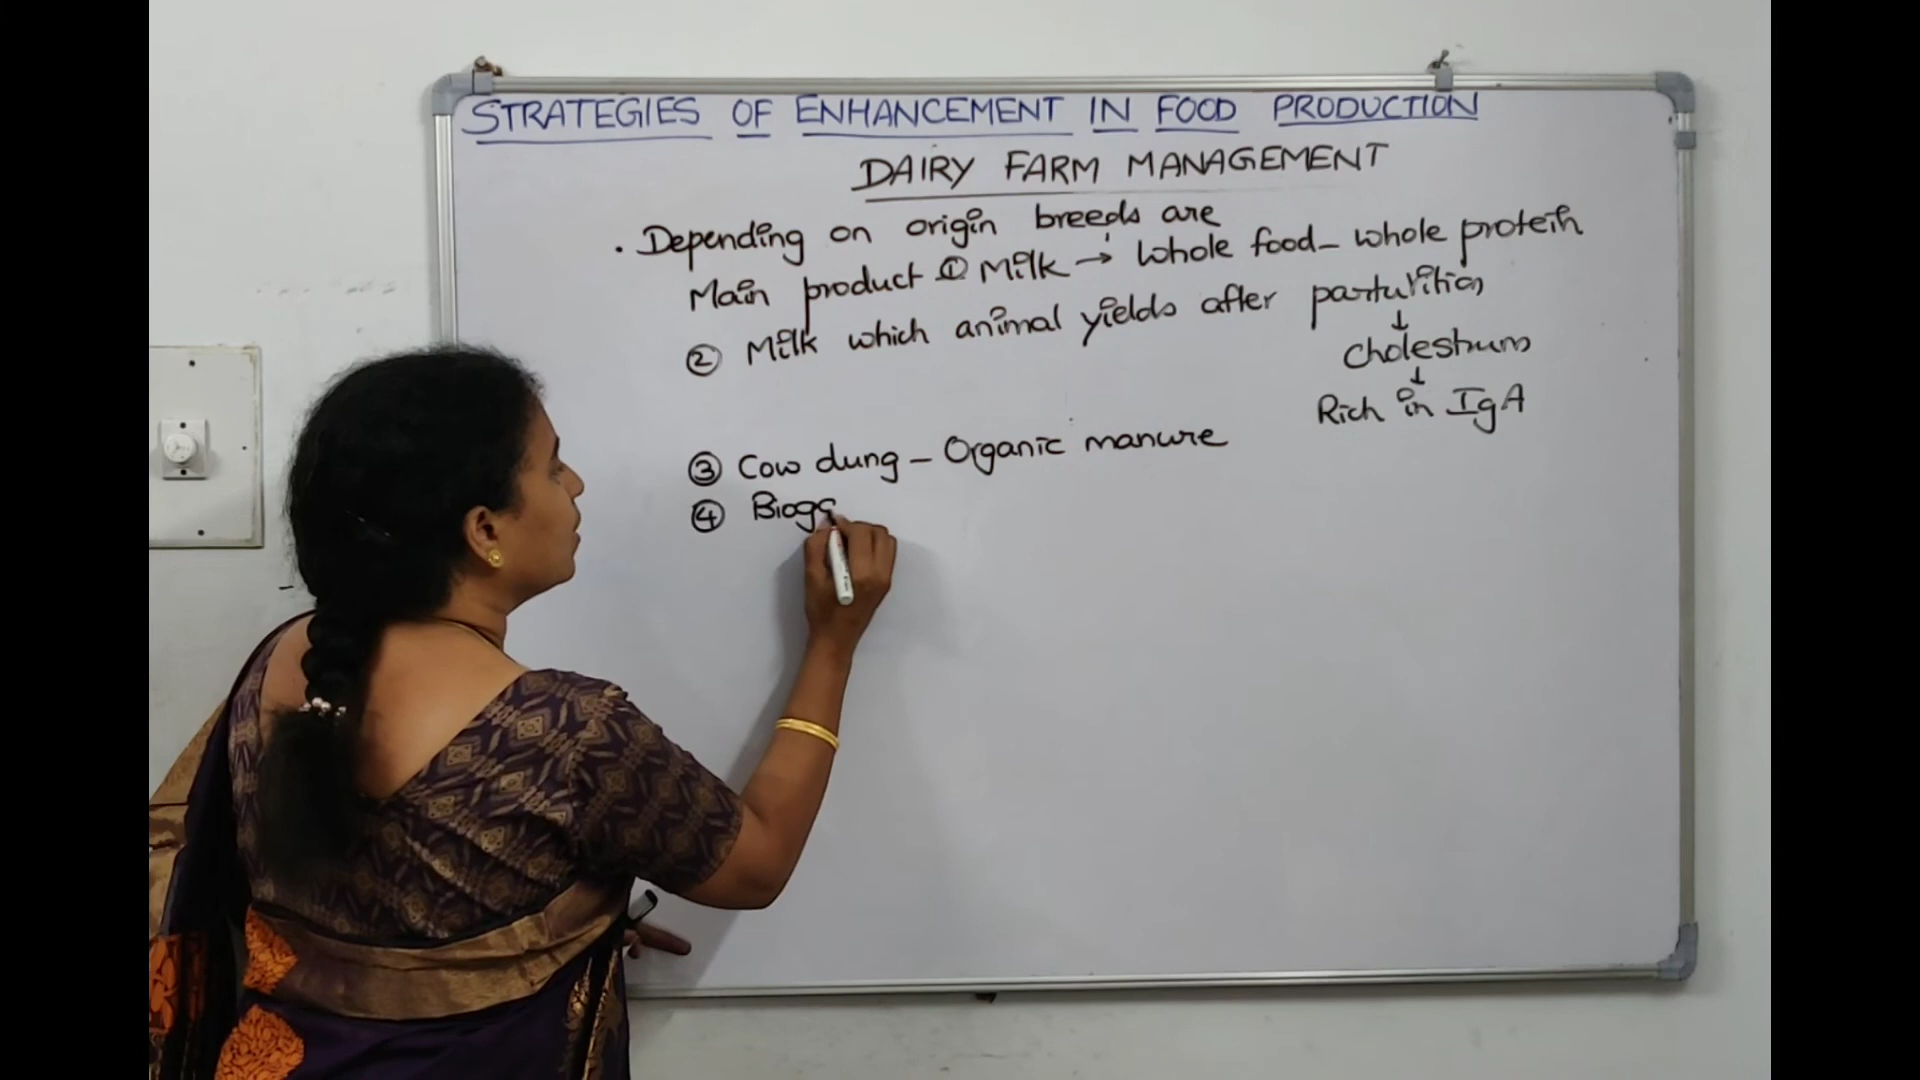 STRATEGIES OF ENHANCEMENT IN FOOD PRODUCTION
DAIRY FARM MANAGEMENT
. Depending on origin breeds are
Main product ① Milk → Whole food - whole protein
② Milk which animal yields after parturition
↓
Cholestrum
↓
Rich in IgA
③ Cow dung - Organic manure
④ Bioga